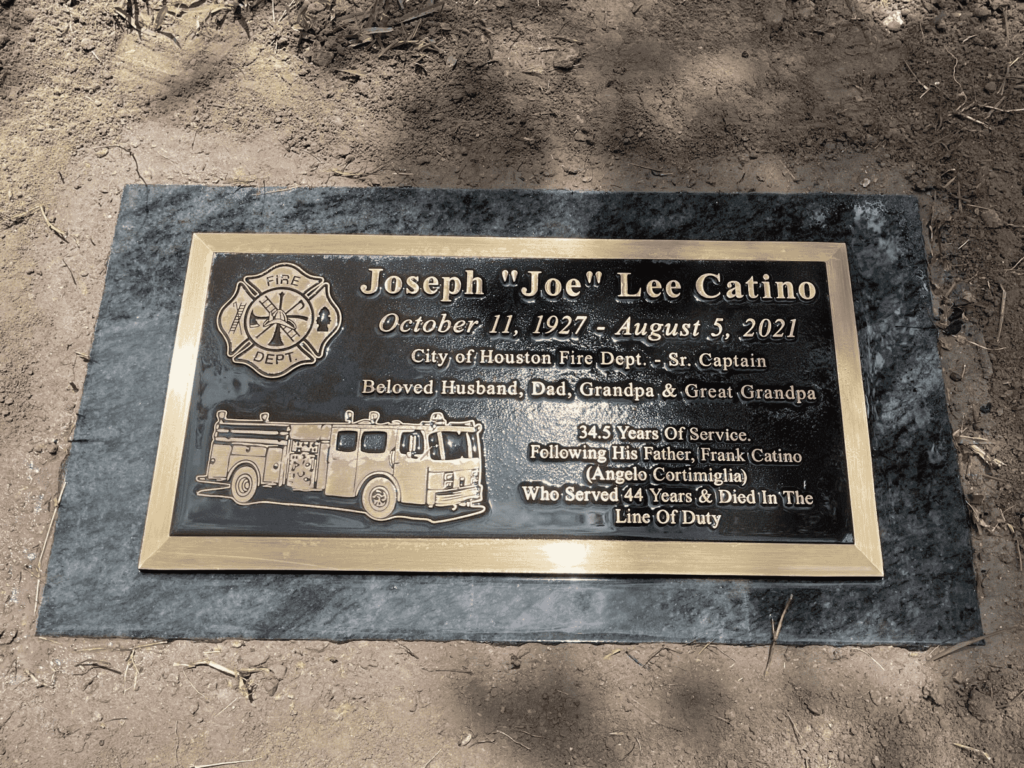 FIRE
DEPT.
Joseph "Joe" Lee Catino
October 11, 1927 - August 5, 2021
City of Houston Fire Dept. - Sr. Captain
Beloved Husband, Dad, Grandpa & Great Grandpa
34.5 Years Of Service.
Following His Father, Frank Catino
(Angelo Cortimiglia)
Who Served 44 Years & Died In The
Line Of Duty